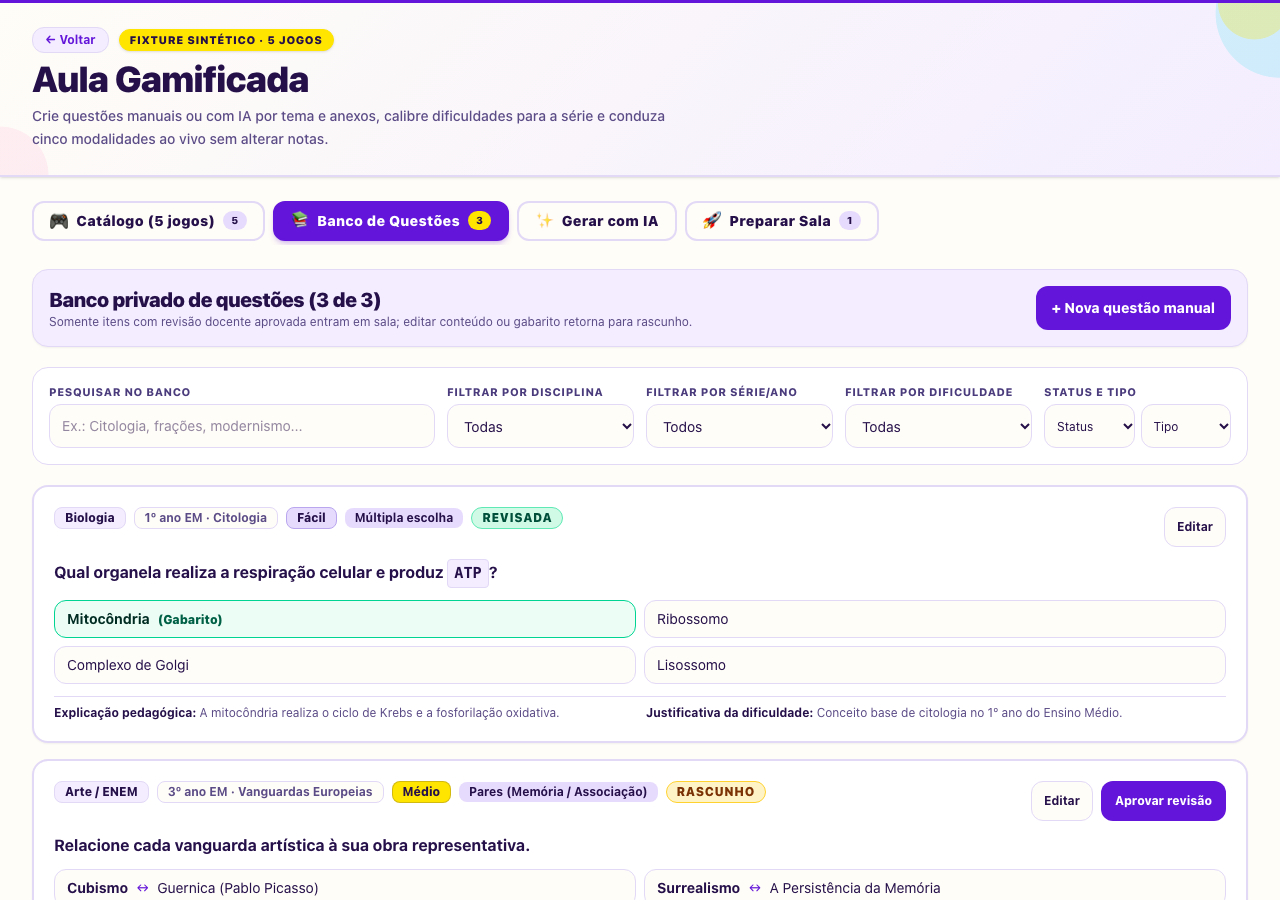 ← Voltar
FIXTURE SINTÉTICO · 5 JOGOS
Aula Gamificada
Crie questões manuais ou com IA por tema e anexos, calibre dificuldades para a série e conduza
cinco modalidades ao vivo sem alterar notas.
Catálogo (5 jogos) 5
Banco de Questões 3
Gerar com IA
Preparar Sala 1
Banco privado de questões (3 de 3)
Somente itens com revisão docente aprovada entram em sala; editar conteúdo ou gabarito retorna para rascunho.
+ Nova questão manual
PESQUISAR NO BANCO
Ex.: Citologia, frações, modernismo...
FILTRAR POR DISCIPLINA
Todas
FILTRAR POR SÉRIE/ANO
Todos
FILTRAR POR DIFICULDADE
Todas
STATUS E TIPO
Status
Tipo
Biologia
1º ano EM · Citologia
Fácil
Múltipla escolha
REVISADA
Editar
Qual organela realiza a respiração celular e produz ATP ?
Mitocôndria (Gabarito)
Ribossomo
Complexo de Golgi
Lisossomo
Explicação pedagógica: A mitocôndria realiza o ciclo de Krebs e a fosforilação oxidativa.
Justificativa da dificuldade: Conceito base de citologia no 1º ano do Ensino Médio.
Arte / ENEM
3º ano EM · Vanguardas Europeias
Médio
Pares (Memória / Associação)
RASCUNHO
Editar
Aprovar revisão
Relacione cada vanguarda artística à sua obra representativa.
Cubismo ↔ Guernica (Pablo Picasso)
Surrealismo ↔ A Persistência da Memória